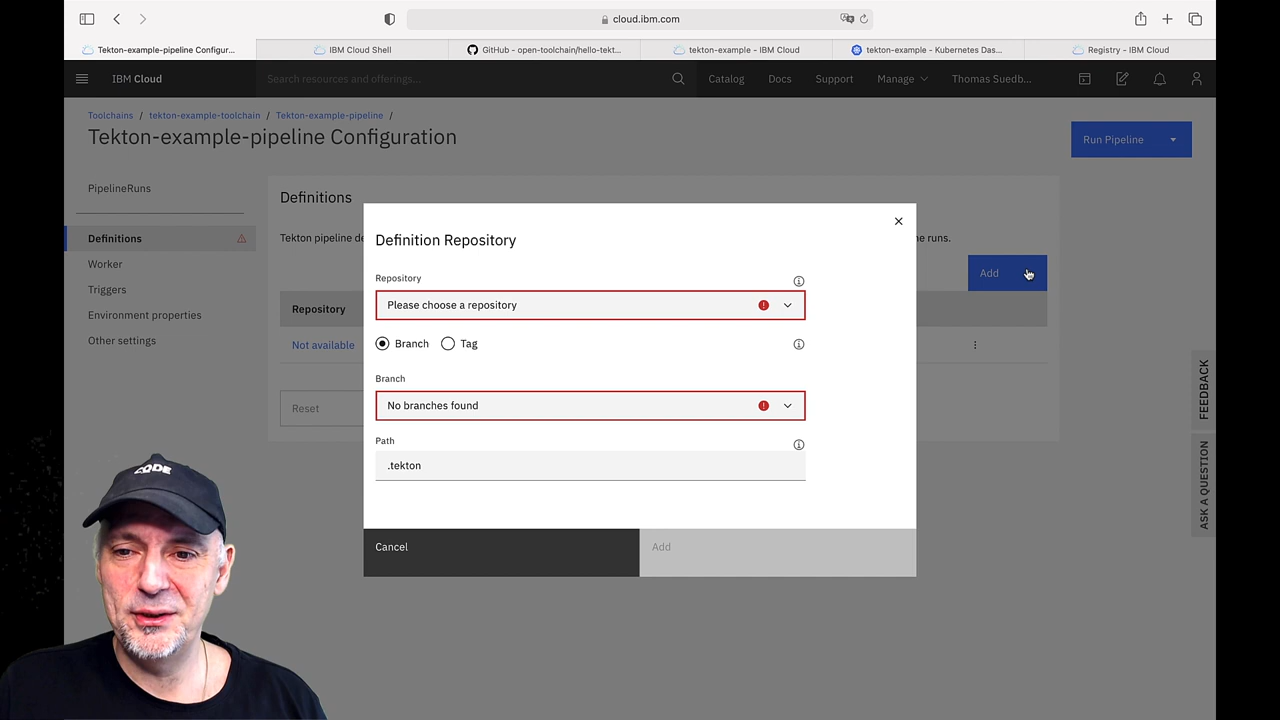 cloud.ibm.com
Tekton-example-pipeline Configur...
IBM Cloud Shell
GitHub - open-toolchain/hello-tekt...
tekton-example - IBM Cloud
tekton-example - Kubernetes Das...
Registry - IBM Cloud
IBM Cloud
Search resources and offerings...
Catalog
Docs
Support
Manage
Thomas Suedb...
Toolchains / tekton-example-toolchain / Tekton-example-pipeline /
Tekton-example-pipeline Configuration
Run Pipeline
PipelineRuns
Definitions
Worker
Triggers
Environment properties
Other settings
Definitions
Tekton pipeline de
ne runs.
Add
Repository
Not available
Reset
Definition Repository
Repository
Please choose a repository
Branch
Tag
Branch
No branches found
Path
.tekton
Cancel
Add
FEEDBACK
ASK A QUESTION
CODE